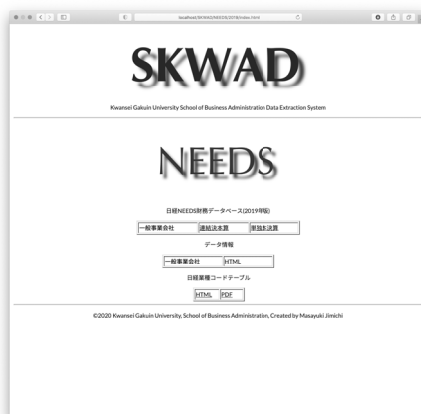 localhost/SKWAD/NEEDS/2019/index.html
SKWAD
Kwansei Gakuin University School of Business Administration Data Extraction System
NEEDS
日経NEEDS財務データベース(2019年版)
一般事業会社 連結決本算 単独k決算
データ情報
一般事業会社 HTML
日経業種コードテーブル
HTML PDF
©2020 Kwansei Gakuin University, School of Business Administration, Created by Masayuki Jimichi